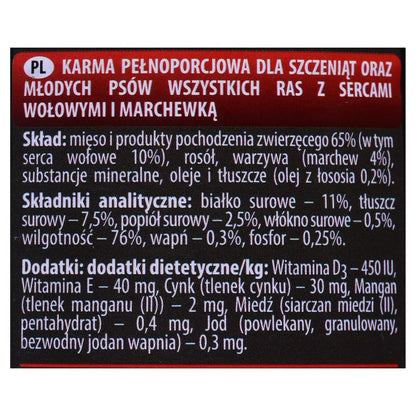 PL KARMA PEŁNOPORCJOWA DLA SZCZENIĄT ORAZ
MŁODYCH PSÓW WSZYSTKICH RAS Z SERCAMI
WOŁOWYMI I MARCHEWKĄ
Skład: mięso i produkty pochodzenia zwierzęcego 65% (w tym
serca wołowe 10%), rosół, warzywa (marchew 4%),
substancje mineralne, oleje i tłuszcze (olej z łososia 0,2%).
Składniki analityczne: białko surowe – 11%, tłuszcz
surowy – 7,5%, popiół surowy – 2,5%, włókno surowe – 0,5%,
wilgotność – 76%, wapń – 0,3%, fosfor – 0,25%.
Dodatki: dodatki dietetyczne/kg: Witamina D3 – 450 IU,
Witamina E – 40 mg, Cynk (tlenek cynku) – 30 mg, Mangan
(tlenek manganu (II)) – 2 mg, Miedź (siarczan miedzi (II),
pentahydrat) – 0,4 mg, Jod (powlekany, granulowany,
bezwodny jodan wapnia) – 0,3 mg.